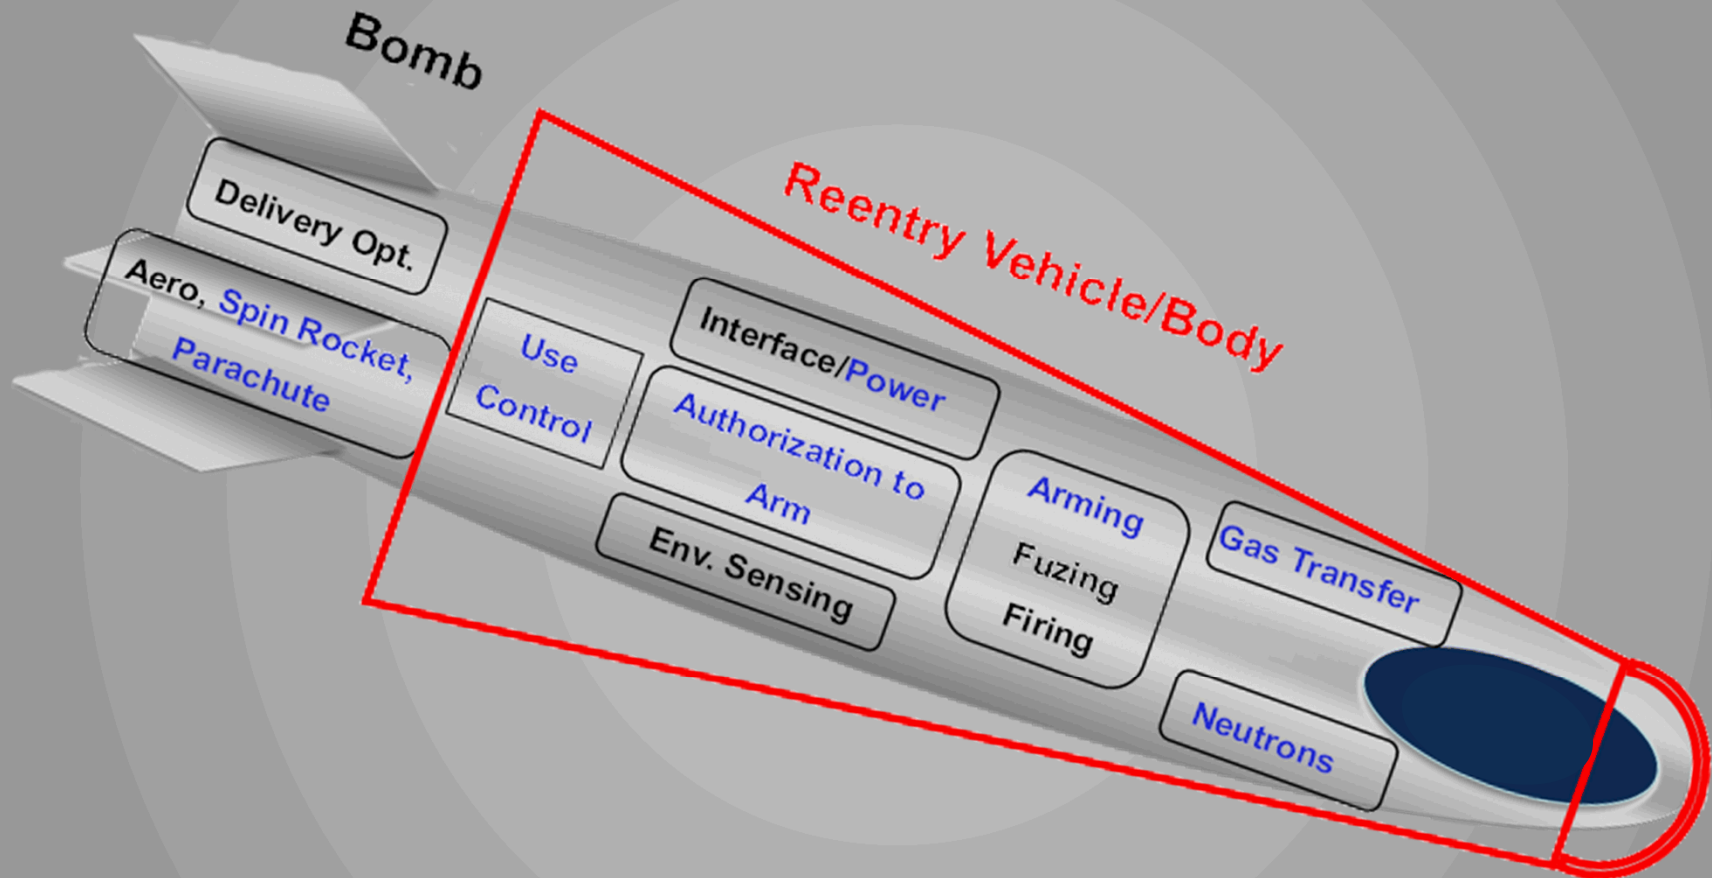 Bomb
Reentry Vehicle/Body
Delivery Opt.
Aero, Spin Rocket,
Parachute
Use
Control
Interface/Power
Authorization to
Arm
Env. Sensing
Arming
Fuzing
Firing
Gas Transfer
Neutrons